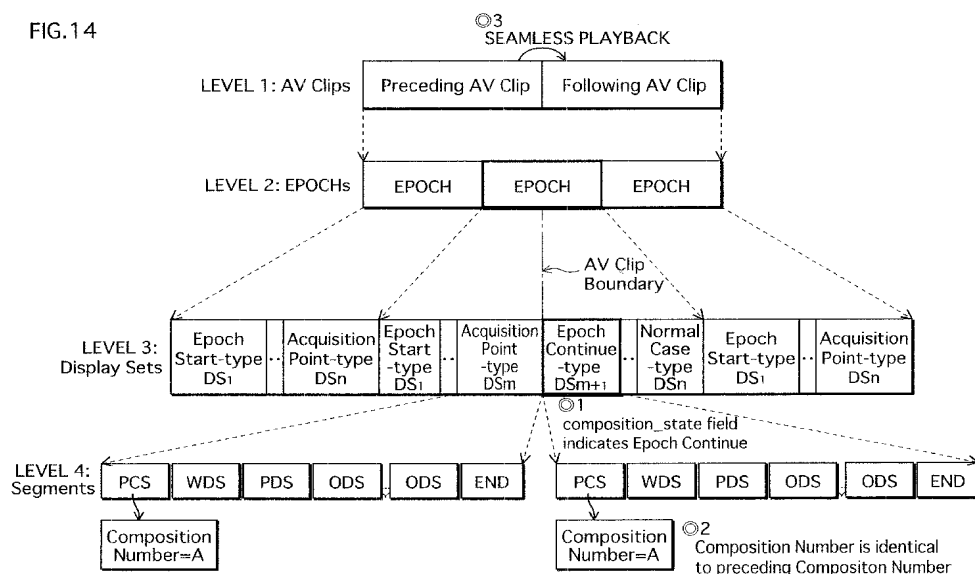 FIG.14
◎3
SEAMLESS PLAYBACK
LEVEL 1: AV Clips
Preceding AV Clip
Following AV Clip
LEVEL 2: EPOCHs
EPOCH
EPOCH
EPOCH
AV Clip
Boundary
LEVEL 3:
Display Sets
Epoch
Start-type
DS1
··
Acquisition
Point-type
DSn
Epoch
Start
-type
DS1
··
Acquisition
Point
-type
DSm
Epoch
Continue
-type
DSm+1
··
Normal
Case
-type
DSn
Epoch
Start-type
DS1
··
Acquisition
Point-type
DSn
◎1
composition_state field
indicates Epoch Continue
LEVEL 4:
Segments
PCS
WDS
PDS
ODS
ODS
END
PCS
WDS
PDS
ODS
ODS
END
Composition
Number=A
Composition
Number=A
◎2
Composition Number is identical
to preceding Compositon Number